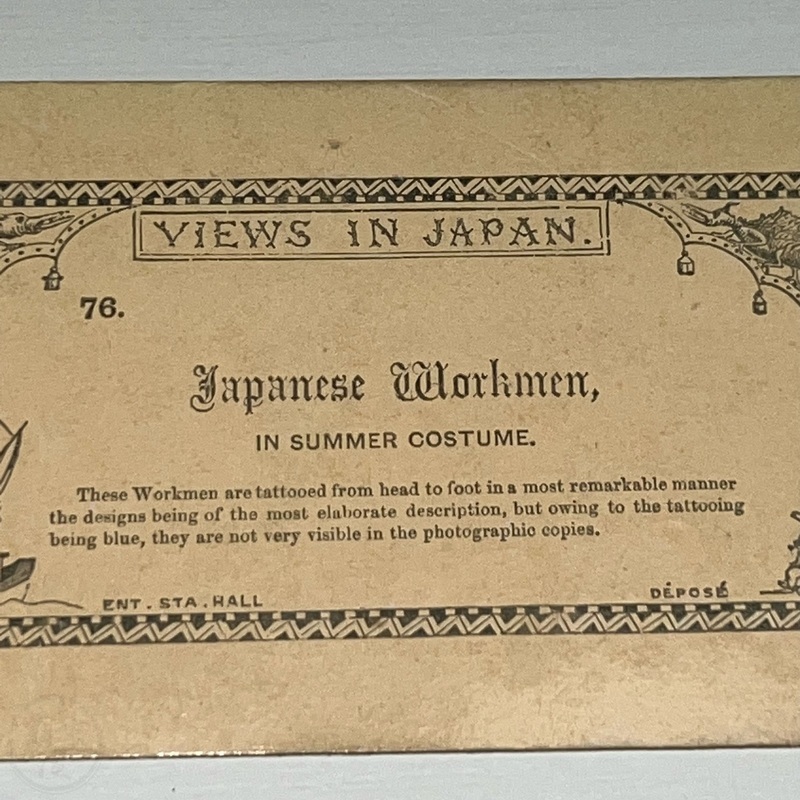 VIEWS IN JAPAN.
76.
Japanese Workmen,
IN SUMMER COSTUME.
These Workmen are tattooed from head to foot in a most remarkable manner
the designs being of the most elaborate description, but owing to the tattooing
being blue, they are not very visible in the photographic copies.
ENT. STA. HALL
DÉPOSÉ